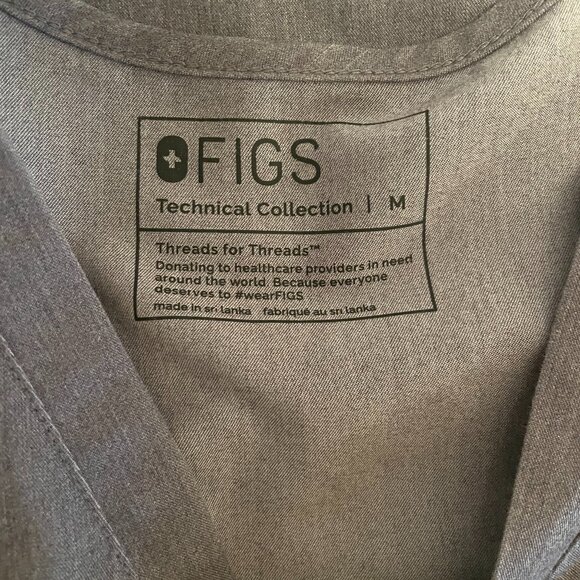 FIGS
Technical Collection | M
Threads for Threads™
Donating to healthcare providers in need
around the world. Because everyone
deserves to #wearFIGS
made in sri lanka fabriqué au sri lanka